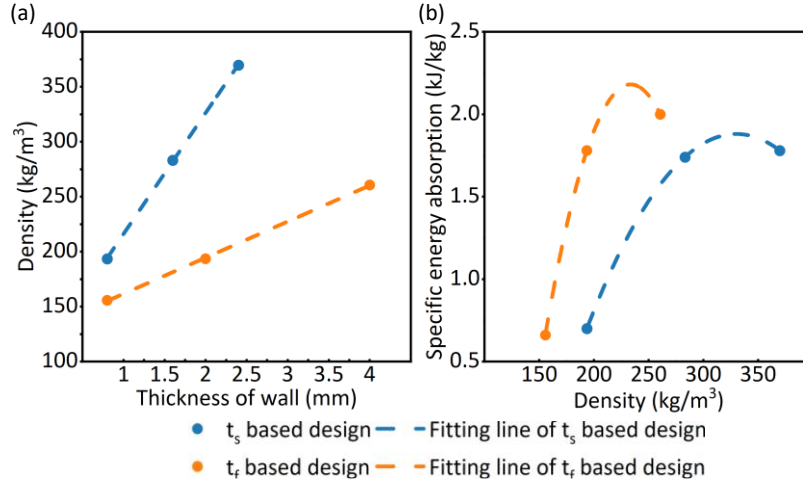 (a)
(b)
Density (kg/m³)
400
350
300
250
200
150
100
1 1.5 2 2.5 3 3.5 4
Thickness of wall (mm)
Specific energy absorption (kJ/kg)
2.5
2.0
1.6
1.0
0.5
150 200 250 300 350
Density (kg/m³)
t_s based design Fitting line of t_s based design
t_f based design Fitting line of t_f based design